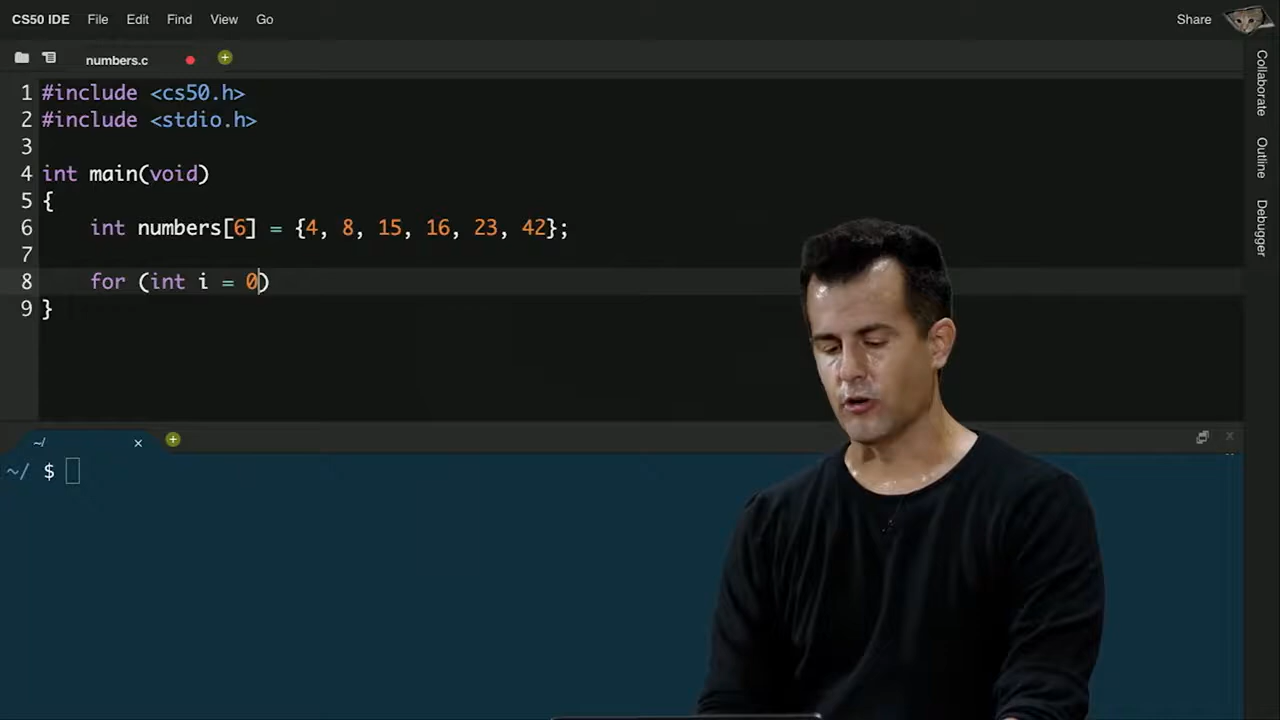 CS50 IDE File Edit Find View Go Share
numbers.c
1 #include <cs50.h>
2 #include <stdio.h>
3
4 int main(void)
5 {
6     int numbers[6] = {4, 8, 15, 16, 23, 42};
7
8     for (int i = 0)
9 }
Collaborate
Outline
Debugger
~/
~/ $